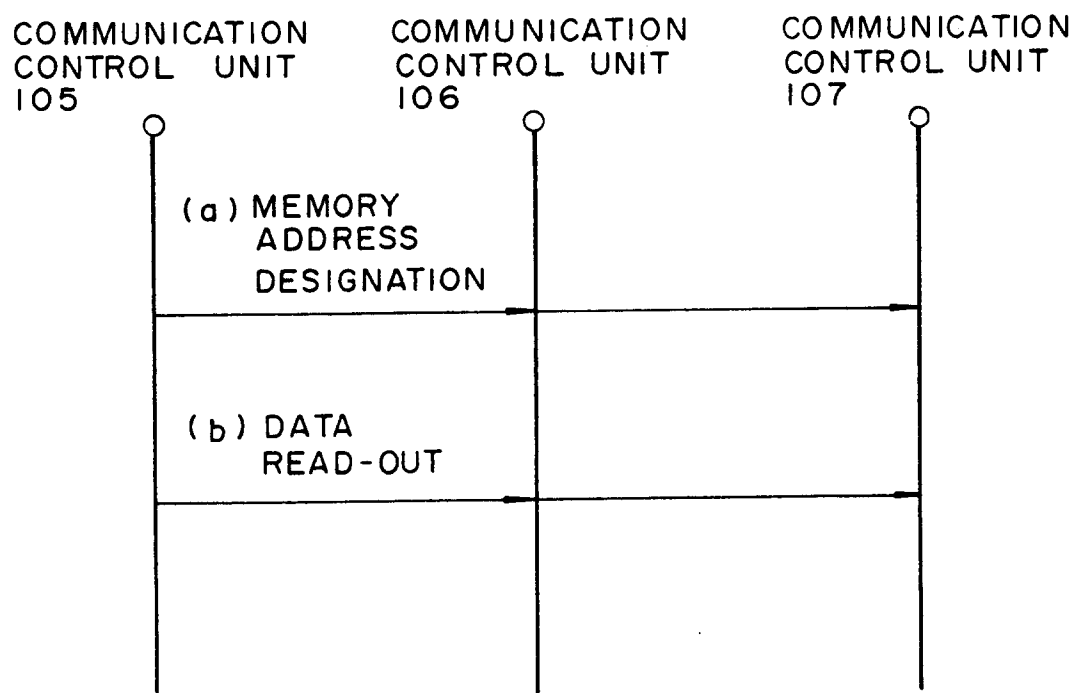 COMMUNICATION
CONTROL UNIT
105
COMMUNICATION
CONTROL UNIT
106
COMMUNICATION
CONTROL UNIT
107
(a) MEMORY
ADDRESS
DESIGNATION
(b) DATA
READ-OUT